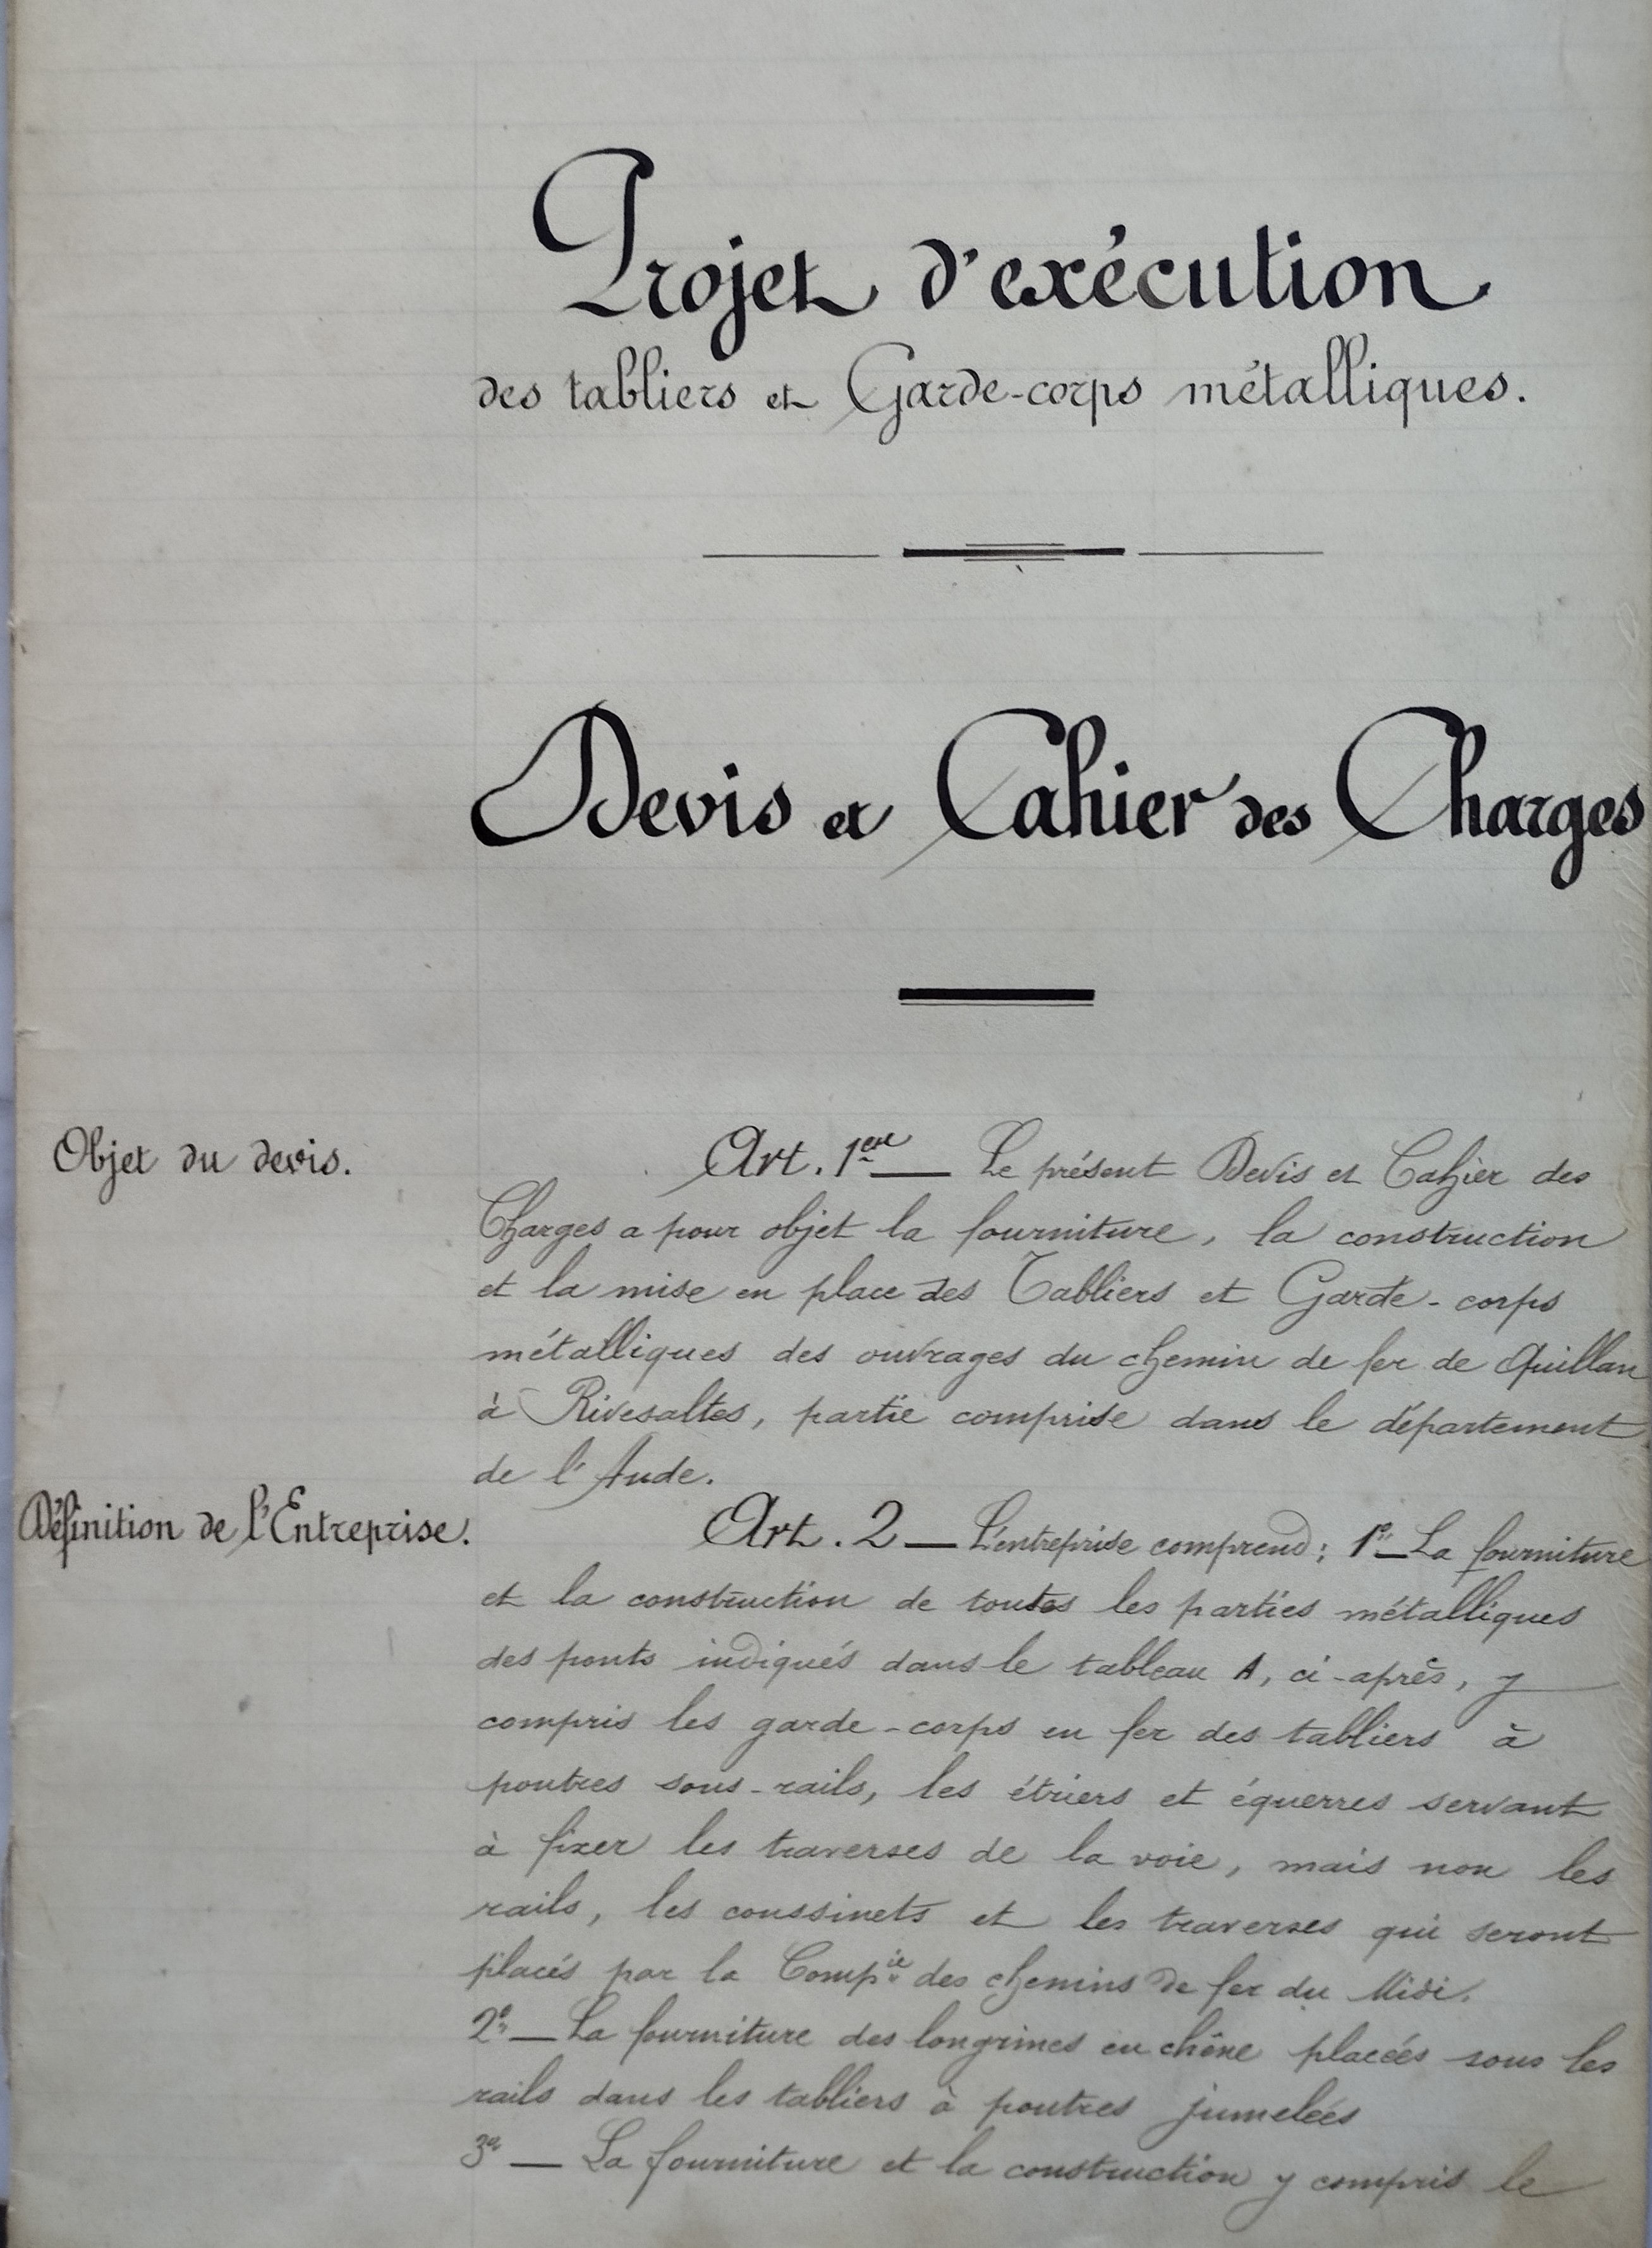 Projet d'exécution
des tabliers et Garde-corps métalliques.
Devis et Cahier des Charges
Objet du devis.
Art. 1er — Le présent Devis et Cahier des
Charges a pour objet la fourniture, la construction
et la mise en place des Tabliers et Garde-corps
métalliques des ouvrages du chemin de fer de Quillan
à Rivesaltes, partie comprise dans le département
de l'Aude.
Définition de l'Entreprise.
Art. 2 — L'entreprise comprend : 1° — La fourniture
et la construction de toutes les parties métalliques
des ponts indiqués dans le tableau A, ci-après, y
compris les garde-corps en fer des tabliers à
poutres sous-rails, les étriers et équerres servant
à fixer les traverses de la voie, mais non les
rails, les coussinets et les traverses qui seront
placés par la Compie des chemins de fer du Midi.
2° — La fourniture des longrines en chêne placées sous les
rails dans les tabliers à poutres jumelées
3° — La fourniture et la construction y compris le